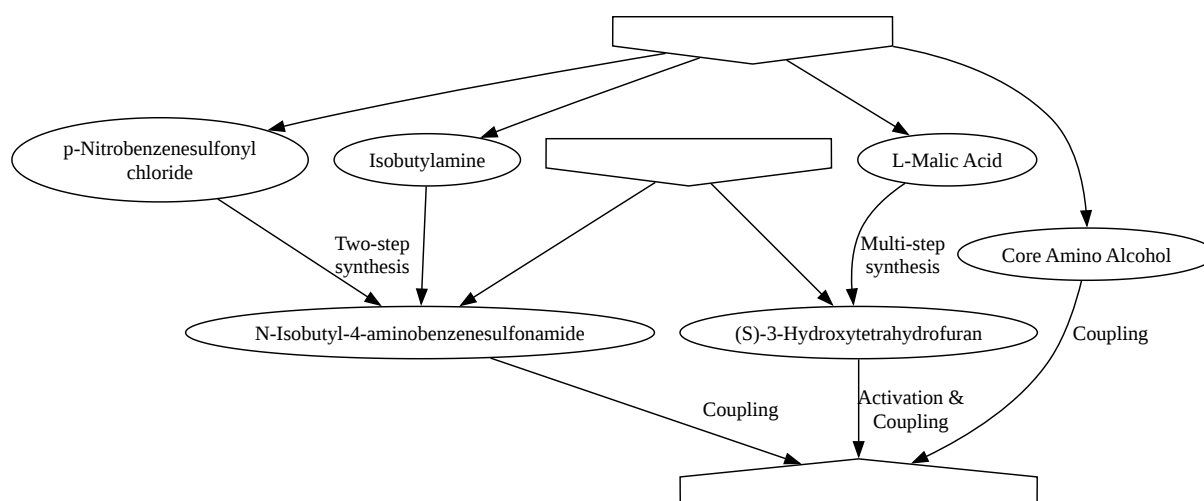 p-Nitrobenzenesulfonyl
chloride
Isobutylamine
L-Malic Acid
Two-step
synthesis
Multi-step
synthesis
Core Amino Alcohol
N-Isobutyl-4-aminobenzenesulfonamide
(S)-3-Hydroxytetrahydrofuran
Coupling
Coupling
Activation &
Coupling